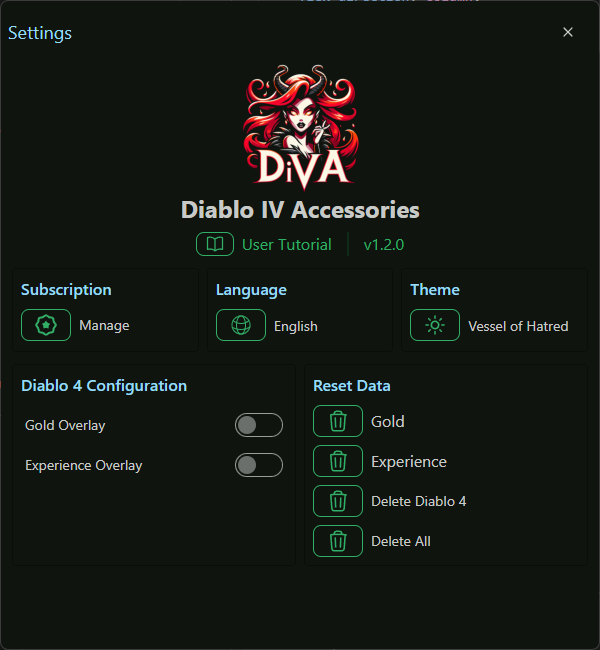 Settings
DiVA
Diablo IV Accessories
User Tutorial
v1.2.0
Subscription
Manage
Language
English
Theme
Vessel of Hatred
Diablo 4 Configuration
Gold Overlay
Experience Overlay
Reset Data
Gold
Experience
Delete Diablo 4
Delete All